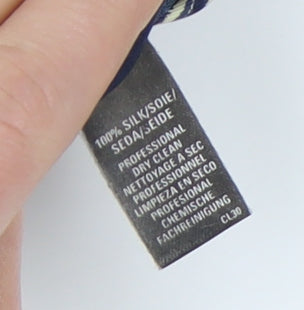 100% SILK/SOIE/
SEDA/SEIDE
PROFESSIONAL
DRY CLEAN
NETTOYAGE A SEC
PROFESSIONNEL
LIMPIEZA EN SECO
PROFESIONAL
CHEMISCHE
FACHREINIGUNG
CL30